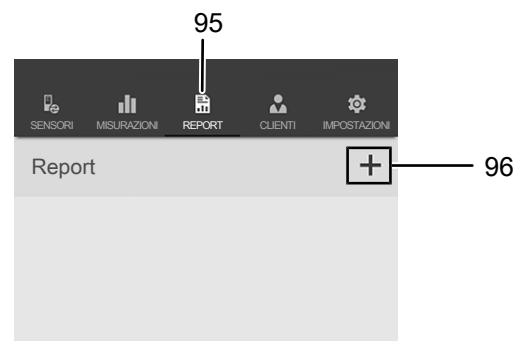 95
SENSORI MISURAZIONI REPORT CLIENTI IMPOSTAZIONI
Report + 96